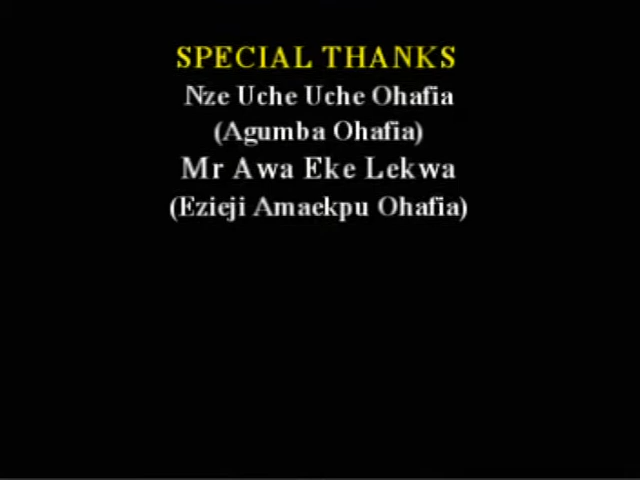 SPECIAL THANKS
Nze Uche Uche Ohafia
(Agumba Ohafia)
Mr Awa Eke Lekwa
(Ezieji Amaekpu Ohafia)